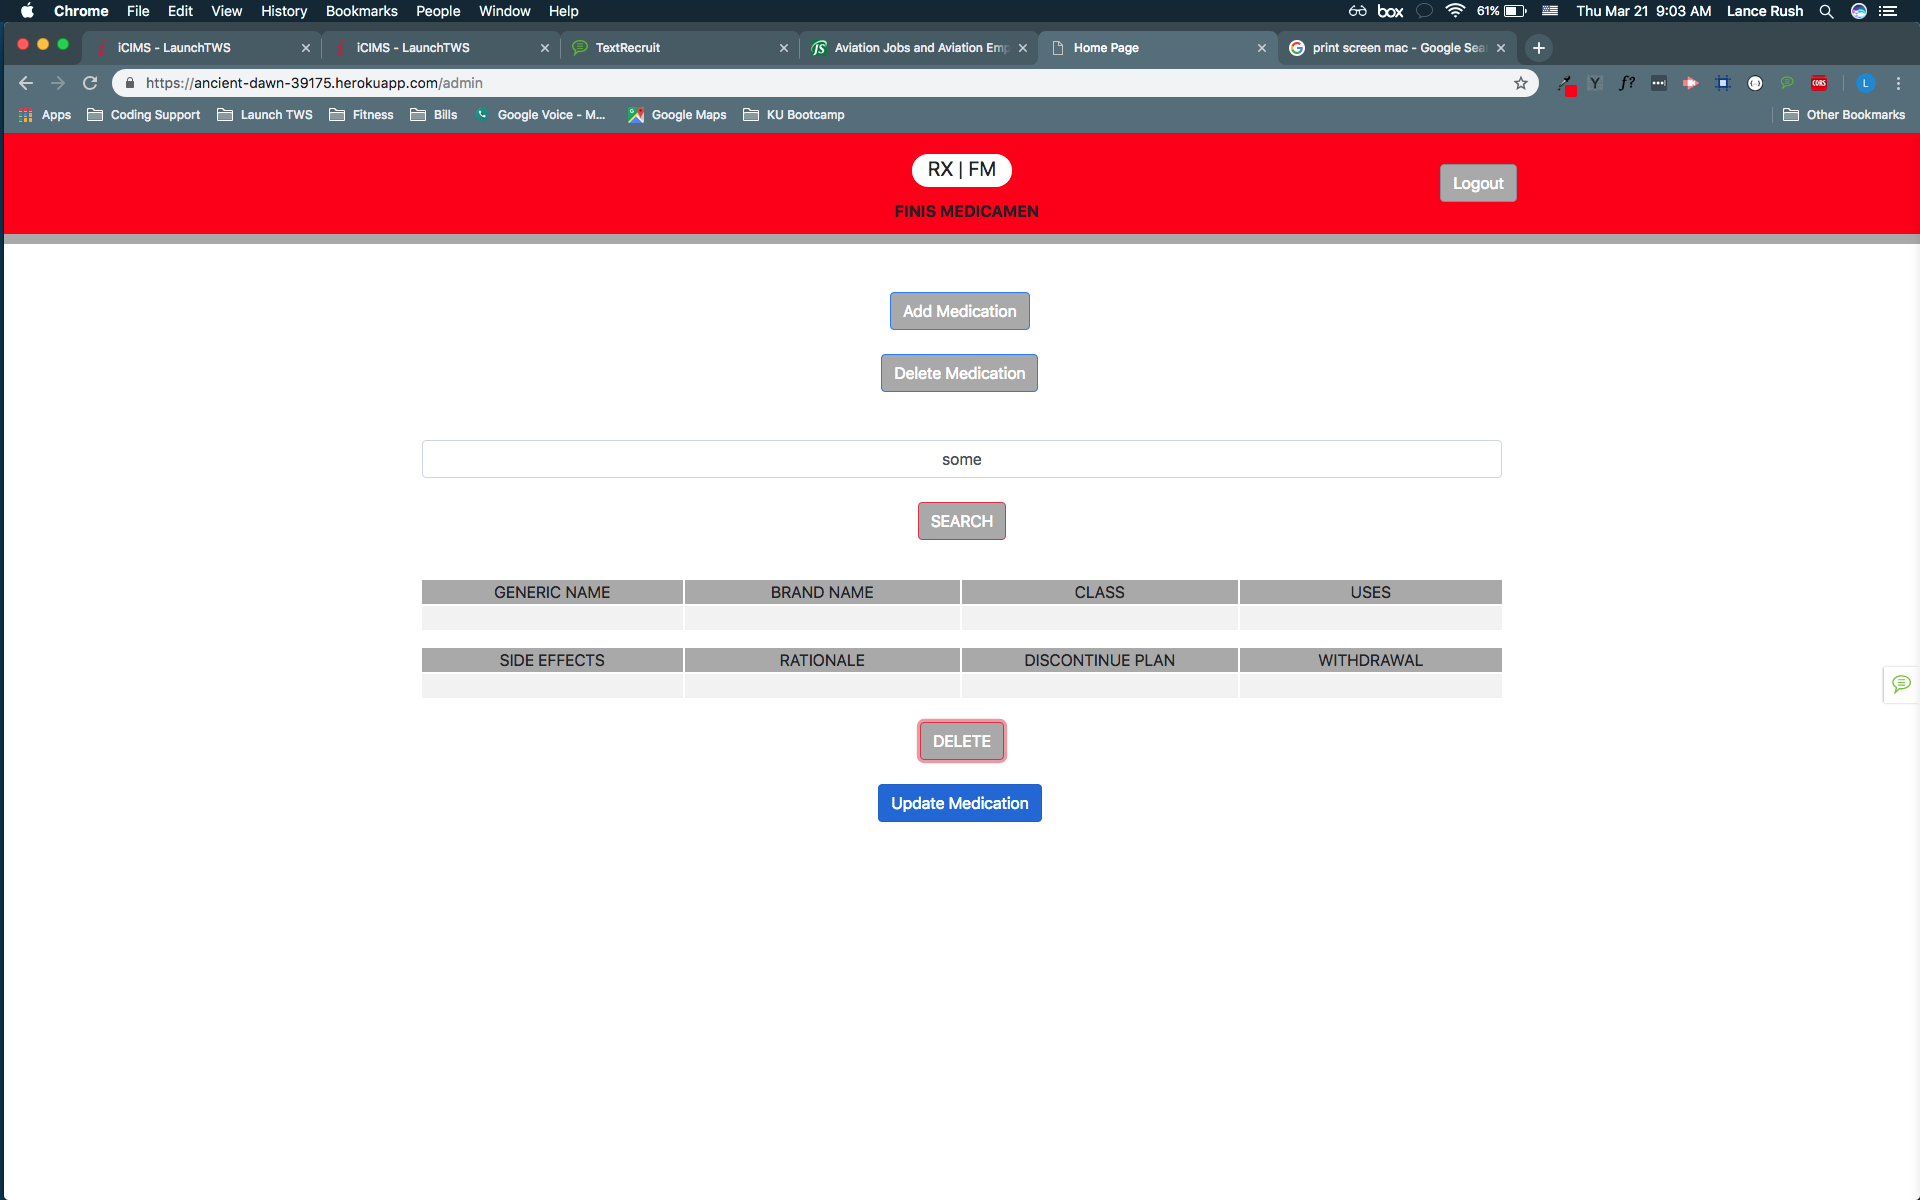 Chrome File Edit View History Bookmarks People Window Help box 61% Thu Mar 21 9:03 AM Lance Rush
iCIMS - LaunchTWS iCIMS - LaunchTWS TextRecruit Aviation Jobs and Aviation Emp Home Page print screen mac - Google Sea
https://ancient-dawn-39175.herokuapp.com/admin
Y f? CORS L
Apps Coding Support Launch TWS Fitness Bills Google Voice - M... Google Maps KU Bootcamp Other Bookmarks
RX | FM
Logout
FINIS MEDICAMEN
Add Medication
Delete Medication
some
SEARCH
GENERIC NAME BRAND NAME CLASS USES
SIDE EFFECTS RATIONALE DISCONTINUE PLAN WITHDRAWAL
DELETE
Update Medication